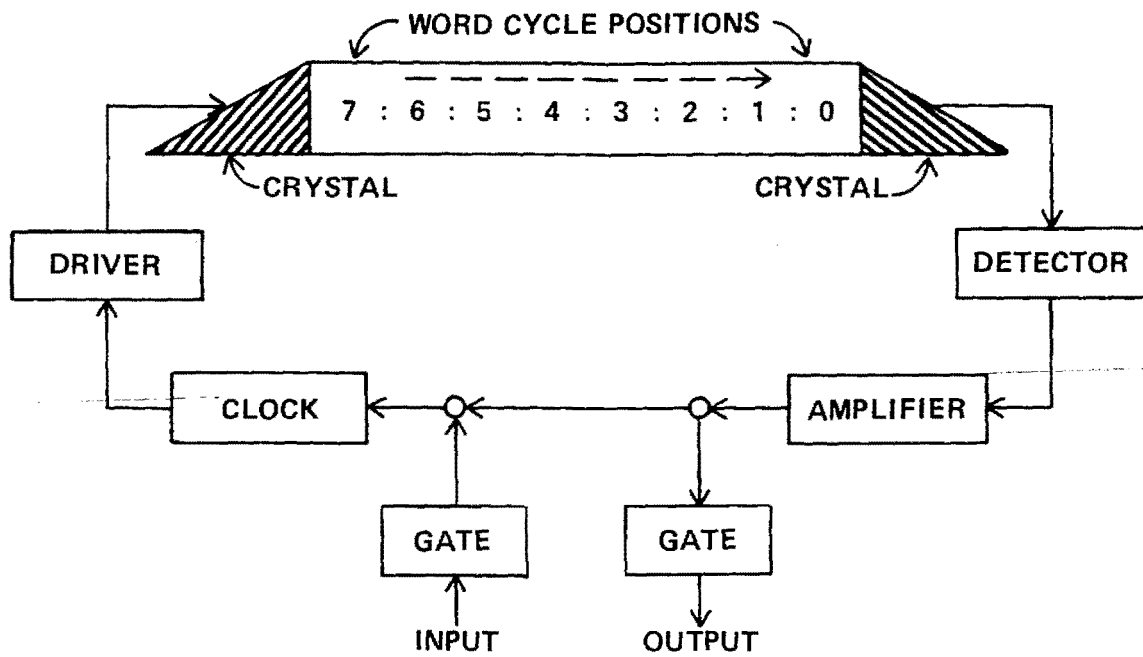 WORD CYCLE POSITIONS
7 : 6 : 5 : 4 : 3 : 2 : 1 : 0
CRYSTAL
CRYSTAL
DRIVER
DETECTOR
CLOCK
AMPLIFIER
GATE
GATE
INPUT
OUTPUT